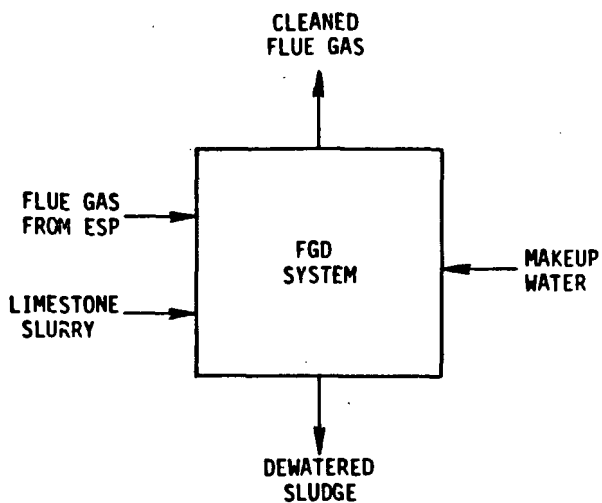 CLEANED
FLUE GAS
FLUE GAS
FROM ESP
FGD
SYSTEM
MAKEUP
WATER
LIMESTONE
SLURRY
DEWATERED
SLUDGE